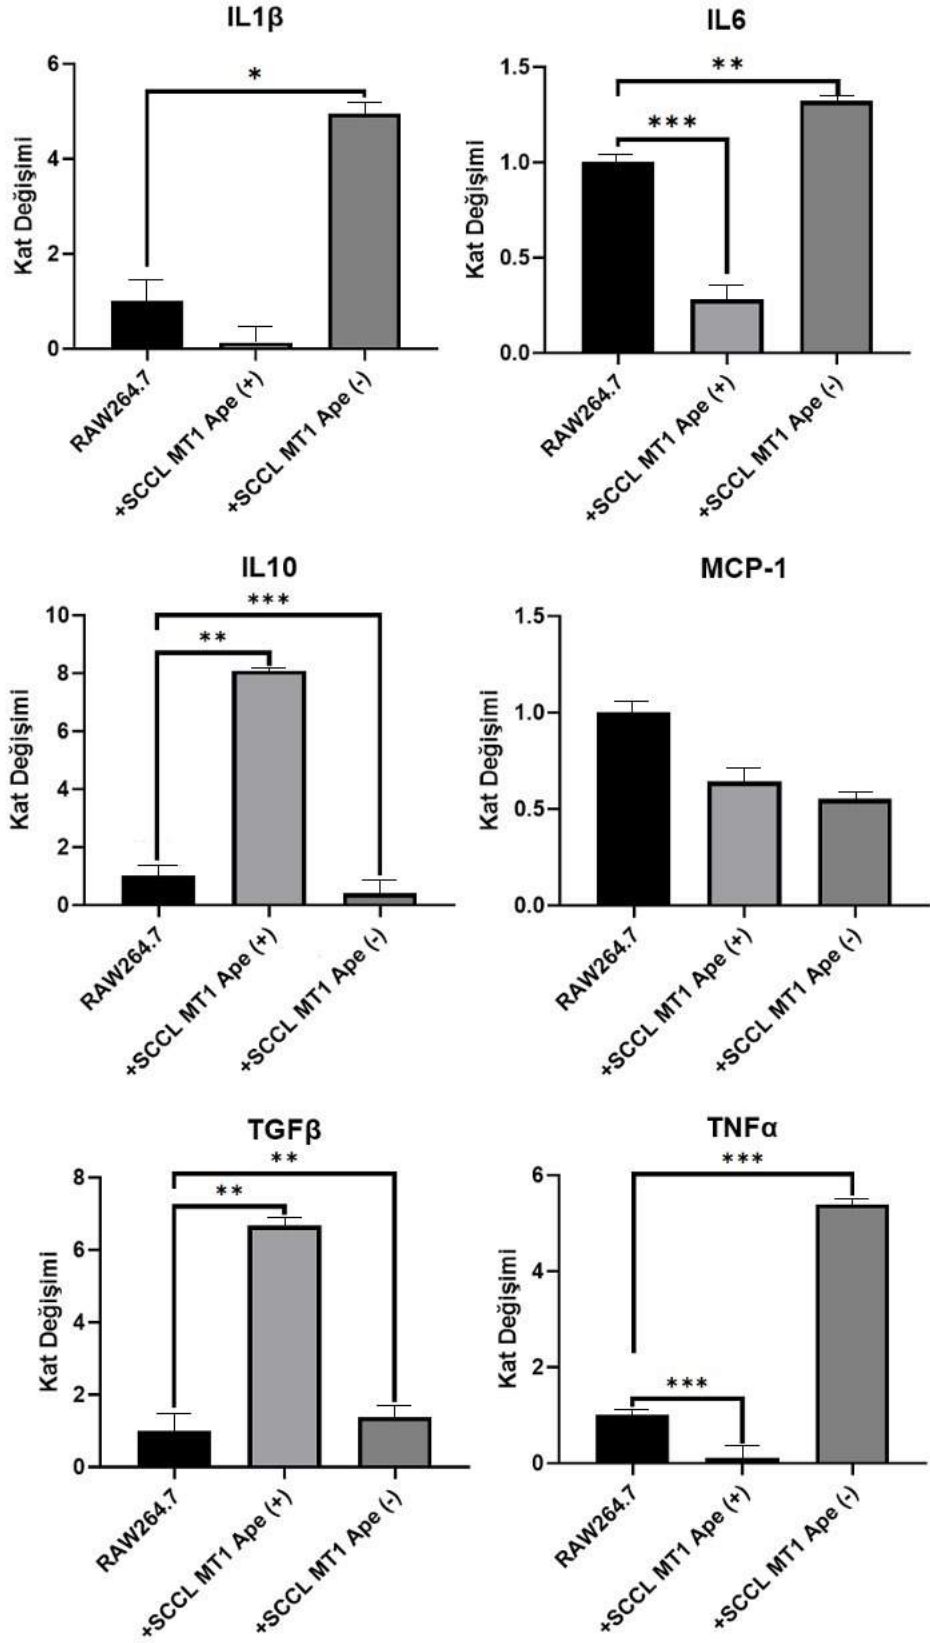 IL1β
*
6
4
2
0
Kat Değişimi
RAW264.7
+SCCL MT1 Ape (+)
+SCCL MT1 Ape (-)
IL6
**
***
1.5
1.0
0.5
0.0
Kat Değişimi
RAW264.7
+SCCL MT1 Ape (+)
+SCCL MT1 Ape (-)
IL10
***
**
10
8
6
4
2
0
Kat Değişimi
RAW264.7
+SCCL MT1 Ape (+)
+SCCL MT1 Ape (-)
MCP-1
1.5
1.0
0.5
0.0
Kat Değişimi
RAW264.7
+SCCL MT1 Ape (+)
+SCCL MT1 Ape (-)
TGFβ
**
**
8
6
4
2
0
Kat Değişimi
RAW264.7
+SCCL MT1 Ape (+)
+SCCL MT1 Ape (-)
TNFα
***
***
6
4
2
0
Kat Değişimi
RAW264.7
+SCCL MT1 Ape (+)
+SCCL MT1 Ape (-)